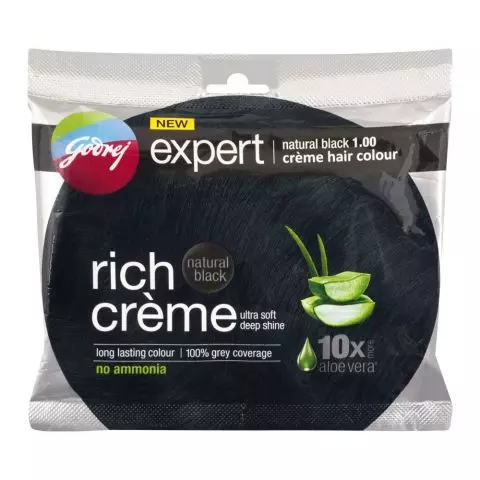 Godrej
NEW
expert
natural black 1.00
crème hair colour
natural
black
rich
crème
ultra soft
deep shine
long lasting colour | 100% grey coverage
no ammonia
10x more
aloe vera*